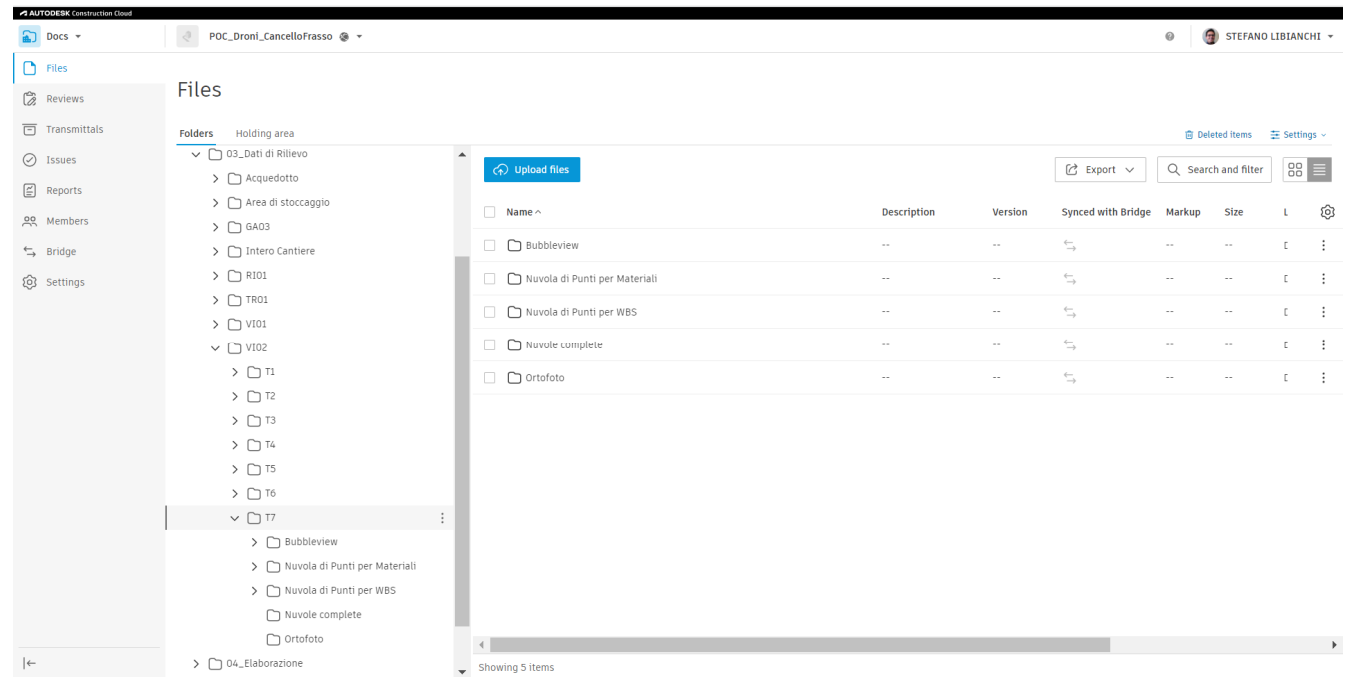 AUTODESK Construction Cloud
Docs
POC_Droni_CancelloFrasso
STEFANO LIBIANCHI
Files
Reviews
Transmittals
Issues
Reports
Members
Bridge
Settings
Files
Folders Holding area
Deleted items Settings
03_Dati di Rilievo
Acquedotto
Area di stoccaggio
GA03
Intero Cantiere
RI01
TR01
VI01
VI02
T1
T2
T3
T4
T5
T6
T7
Bubbleview
Nuvola di Punti per Materiali
Nuvola di Punti per WBS
Nuvole complete
Ortofoto
04_Elaborazione
Upload files
Export Search and filter
Name Description Version Synced with Bridge Markup Size L
Bubbleview -- -- -- --
Nuvola di Punti per Materiali -- -- -- --
Nuvola di Punti per WBS -- -- -- --
Nuvole complete -- -- -- --
Ortofoto -- -- -- --
Showing 5 items